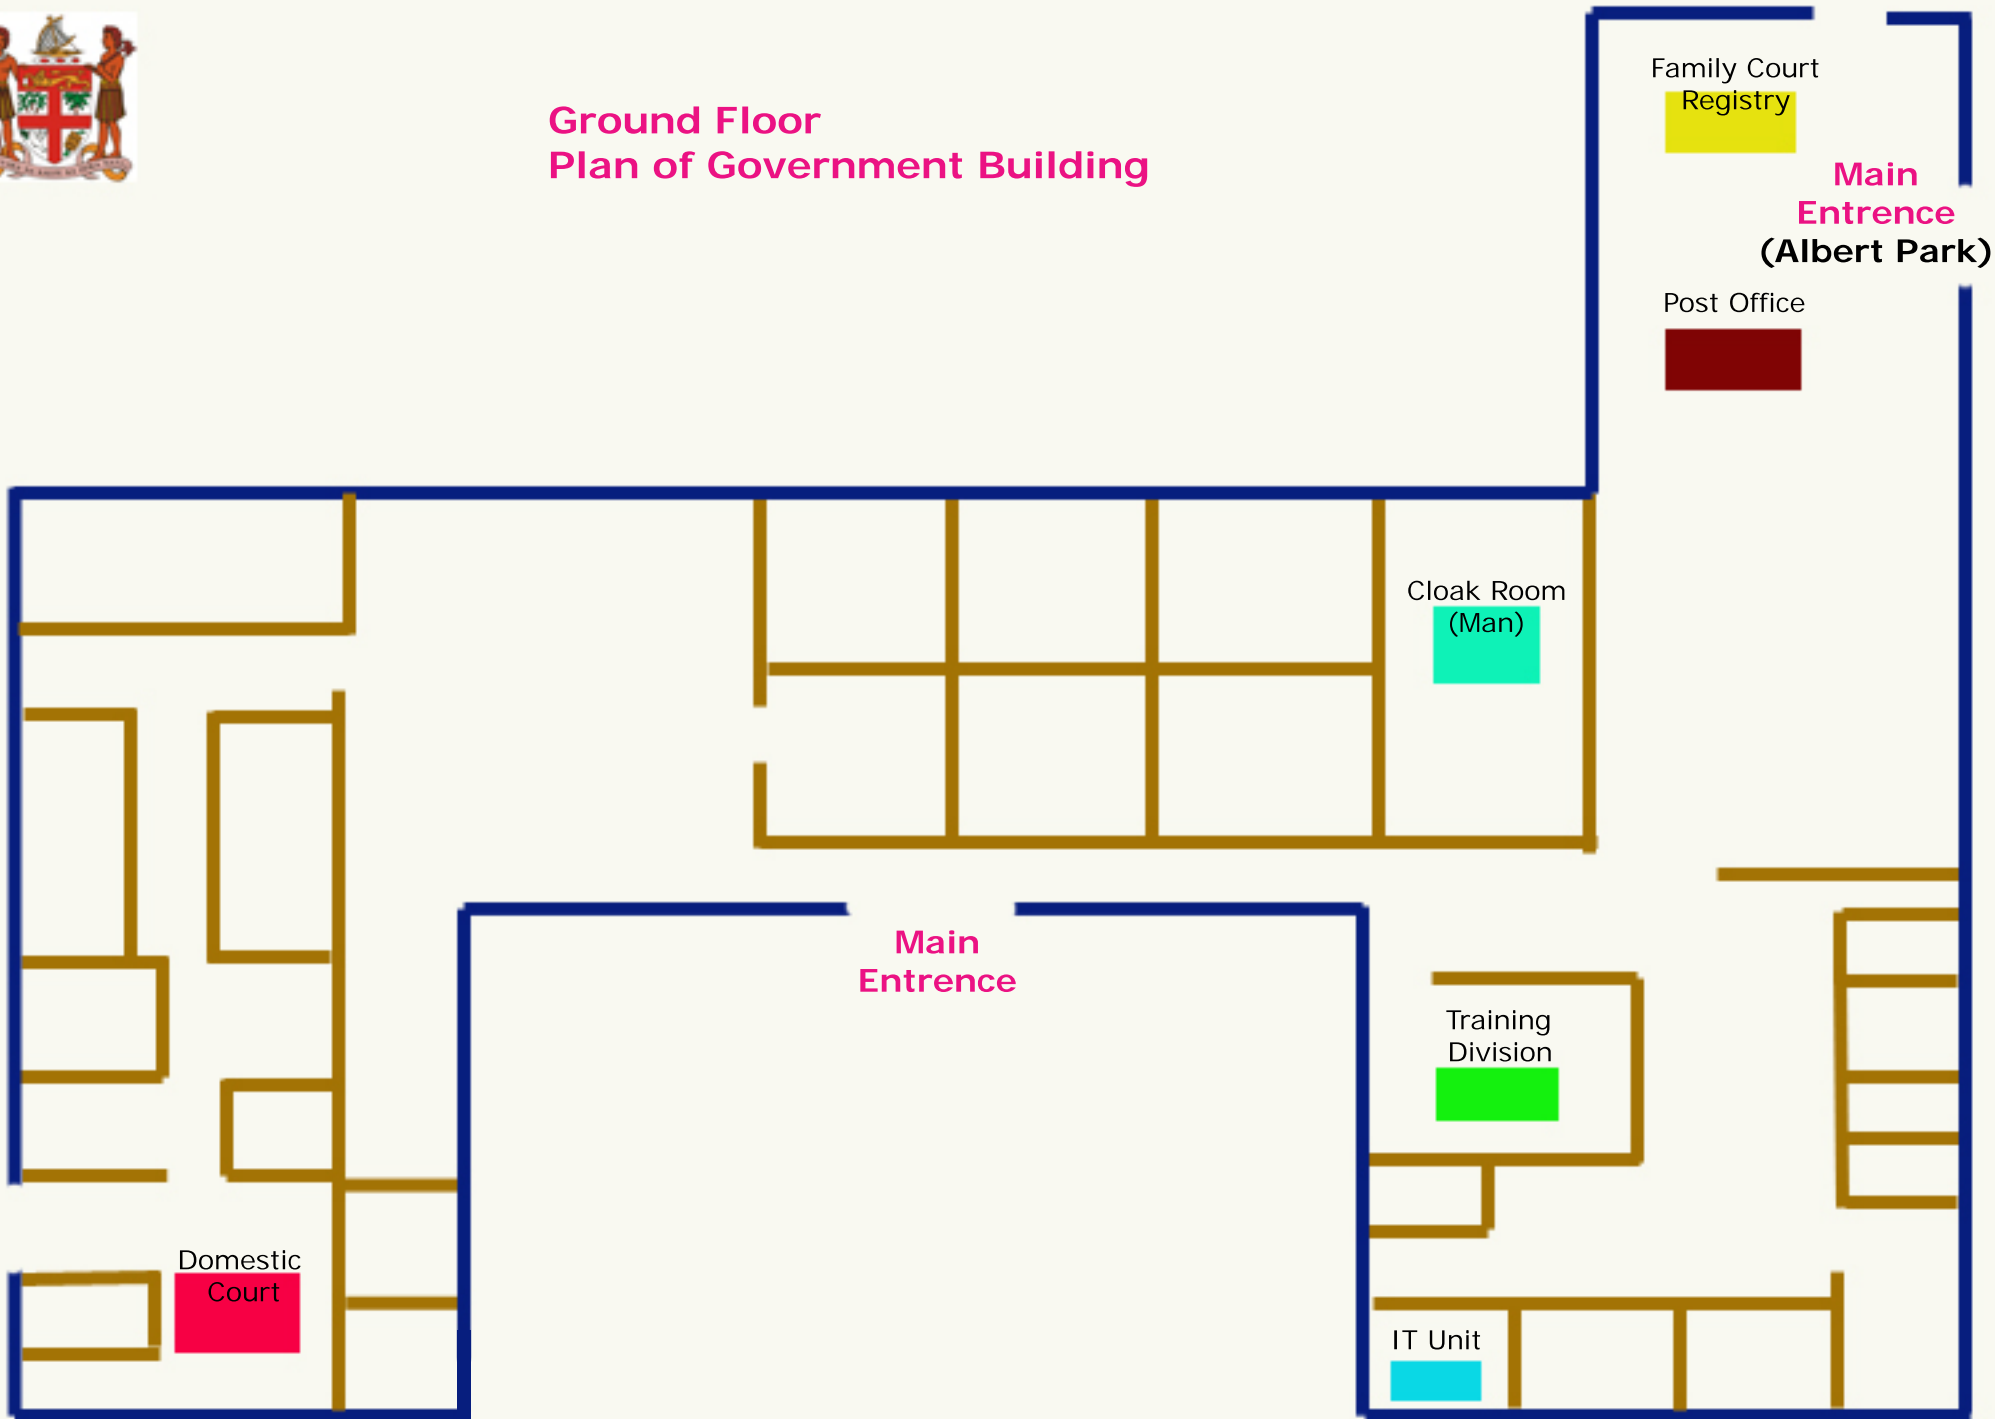 Ground Floor
Plan of Government Building
Family Court
Registry
Main
Entrence
(Albert Park)
Post Office
Cloak Room
(Man)
Main
Entrence
Training
Division
Domestic
Court
IT Unit